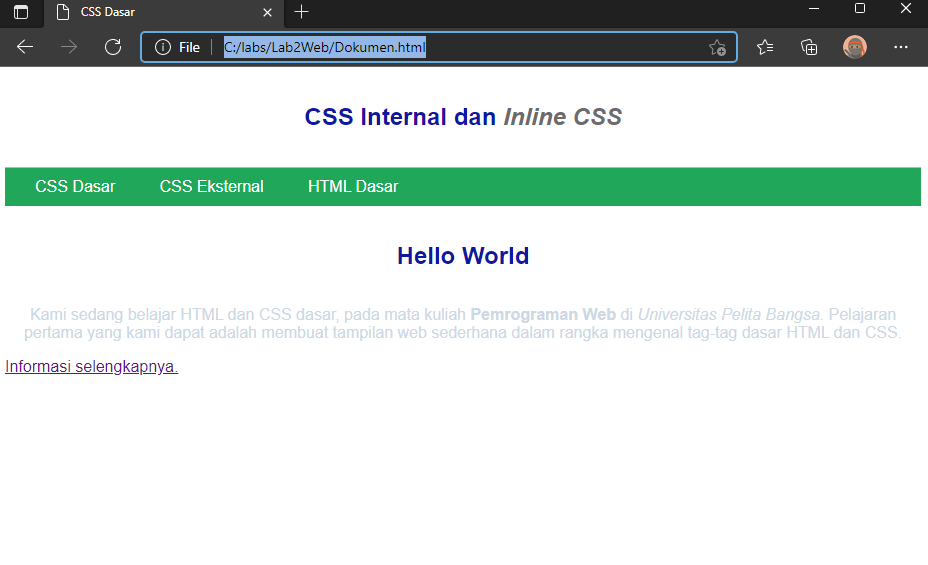 CSS Dasar
File C:/labs/Lab2Web/Dokumen.html
CSS Internal dan Inline CSS
CSS Dasar CSS Eksternal HTML Dasar
Hello World
Kami sedang belajar HTML dan CSS dasar, pada mata kuliah Pemrograman Web di Universitas Pelita Bangsa. Pelajaran
pertama yang kami dapat adalah membuat tampilan web sederhana dalam rangka mengenal tag-tag dasar HTML dan CSS.
Informasi selengkapnya.